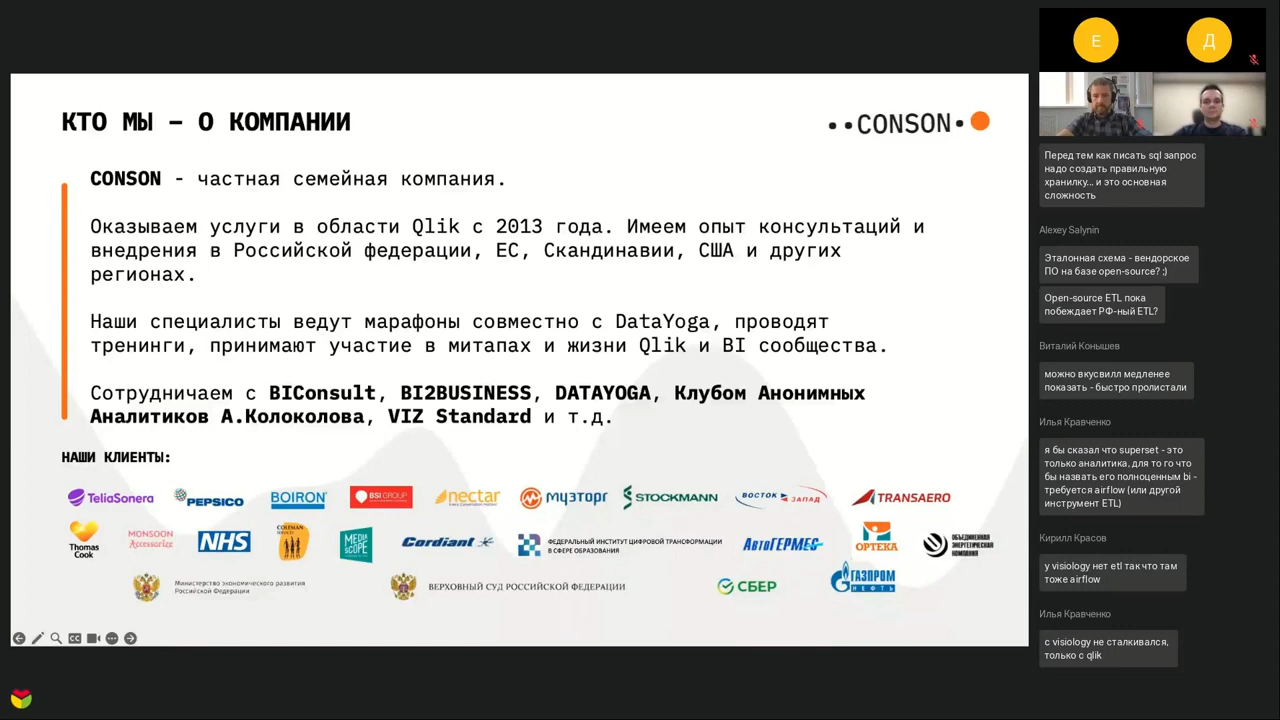 КТО МЫ – О КОМПАНИИ
••CONSON•
CONSON - частная семейная компания.
Оказываем услуги в области Qlik с 2013 года. Имеем опыт консультаций и
внедрения в Российской федерации, ЕС, Скандинавии, США и других
регионах.
Наши специалисты ведут марафоны совместно с DataYoga, проводят
тренинги, принимают участие в митапах и жизни Qlik и BI сообщества.
Сотрудничаем с BIConsult, BI2BUSINESS, DATAYOGA, Клубом Анонимных
Аналитиков А.Колоколова, VIZ Standard и т.д.
НАШИ КЛИЕНТЫ:
TeliaSonera PEPSICO BOIRON BSI GROUP nectar музторг STOCKMANN ВОСТОК ЗАПАД TRANSAERO
Thomas Cook MONSOON Accessorize NHS COLEMAN SERVICES MEDIASCOPE Cordiant ФЕДЕРАЛЬНЫЙ ИНСТИТУТ ЦИФРОВОЙ ТРАНСФОРМАЦИИ В СФЕРЕ ОБРАЗОВАНИЯ АвтоГЕРМЕС ОРТЕКА ОБЪЕДИНЕННАЯ ЭНЕРГЕТИЧЕСКАЯ КОМПАНИЯ
Министерство экономического развития Российской Федерации ВЕРХОВНЫЙ СУД РОССИЙСКОЙ ФЕДЕРАЦИИ СБЕР ГАЗПРОМ НЕФТЬ
CC
Е
Д
Перед тем как писать sql запрос
надо создать правильную
хранилку... и это основная
сложность
Alexey Salynin
Эталонная схема - вендорское
ПО на базе open-source? ;)
Open-source ETL пока
побеждает РФ-ный ETL?
Виталий Конышев
можно вкусвилл медленее
показать - быстро пролистали
Илья Кравченко
я бы сказал что superset - это
только аналитика, для того что
бы назвать его полноценным bi -
требуется airflow (или другой
инструмент ETL)
Кирилл Красов
у visiology нет etl так что там
тоже airflow
Илья Кравченко
с visiology не сталкивался,
только с qlik